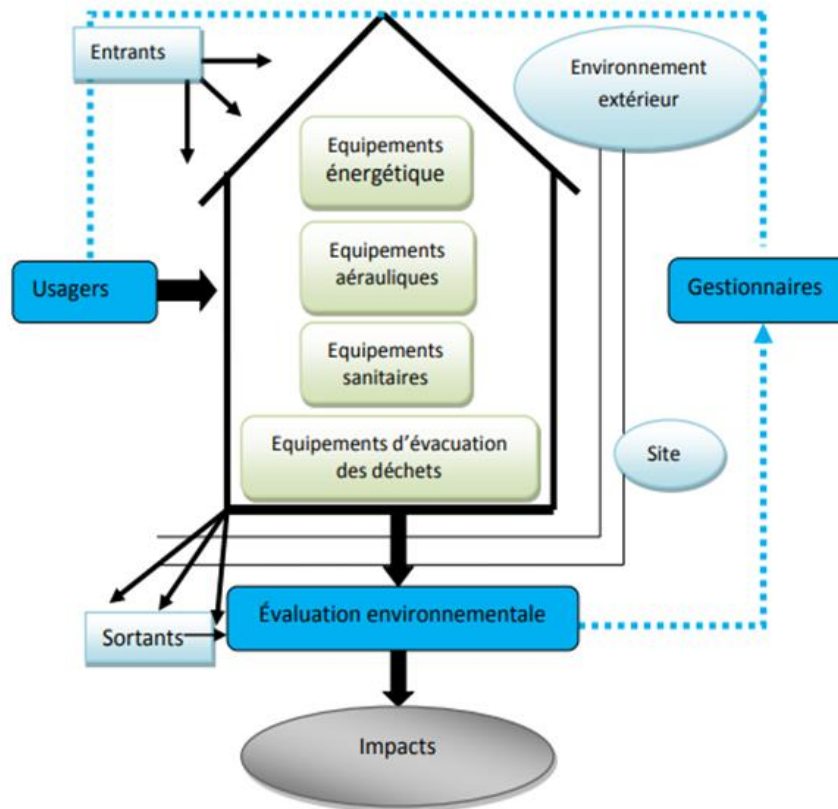 Entrants
Environnement
extérieur
Equipements
énergétique
Equipements
aérauliques
Usagers
Gestionnaires
Equipements
sanitaires
Equipements d’évacuation
des déchets
Site
Évaluation environnementale
Sortants
Impacts